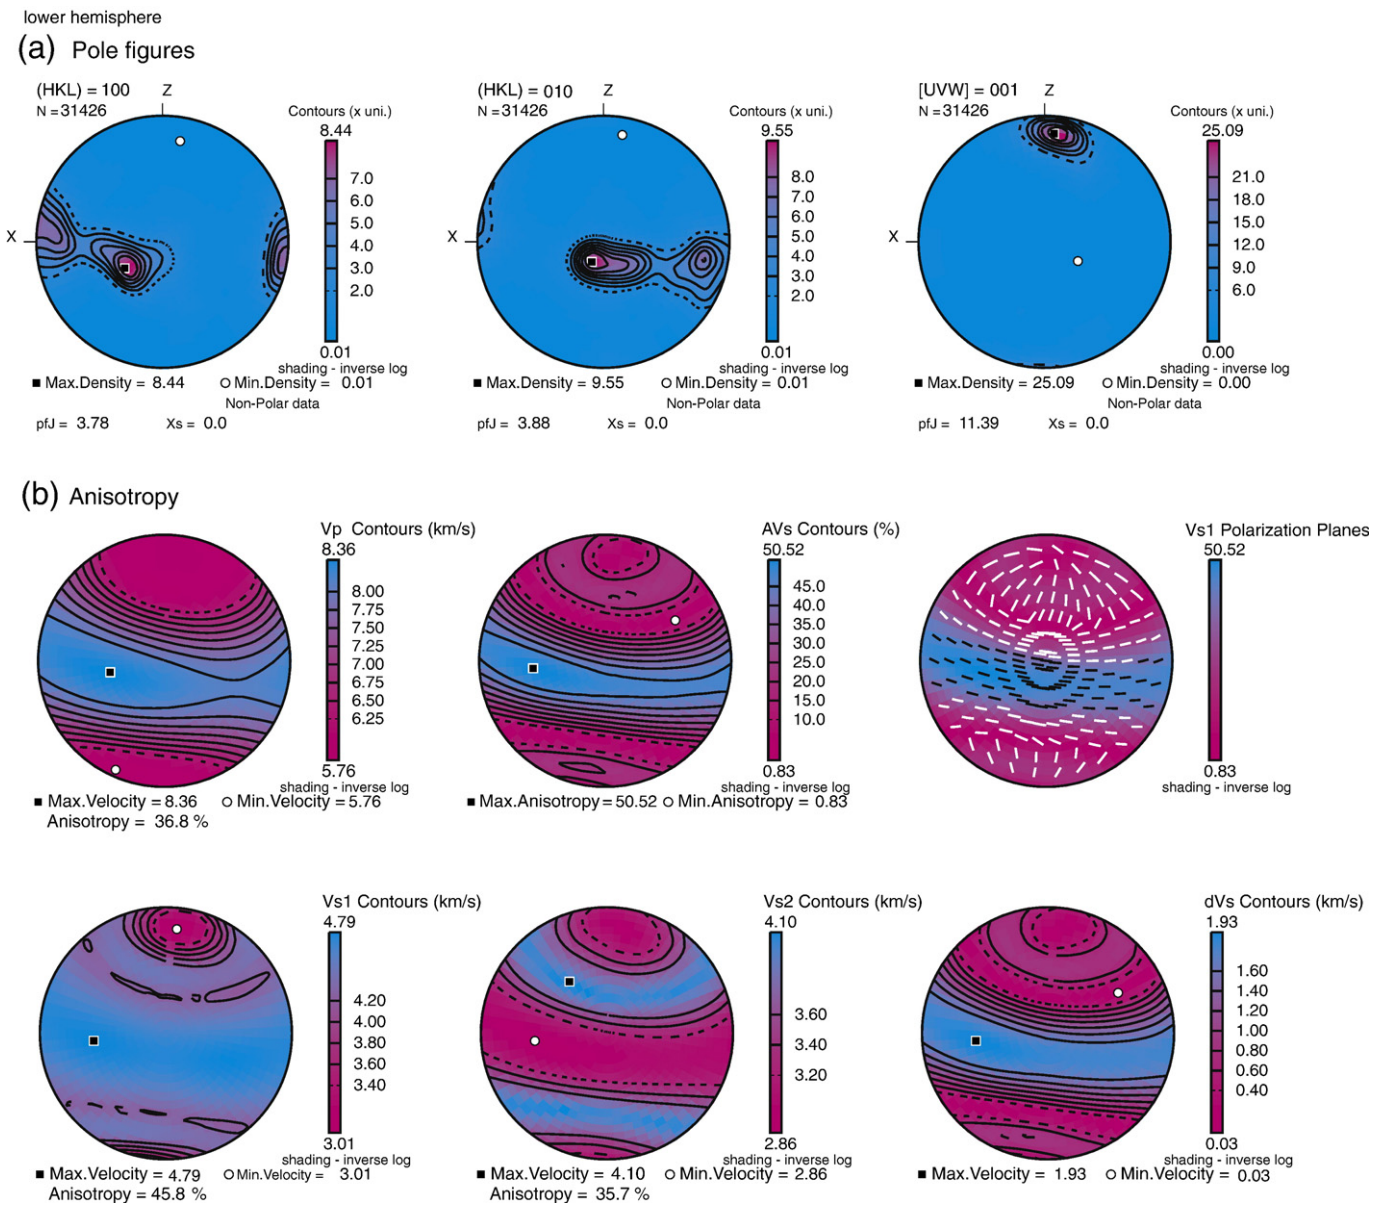 lower hemisphere
(a) Pole figures
(HKL) = 100 Z
N = 31426
Contours (x uni.)
8.44
7.0
6.0
5.0
4.0
3.0
2.0
0.01
shading - inverse log
X
Max.Density = 8.44 Min.Density = 0.01
Non-Polar data
pfJ = 3.78 Xs = 0.0
(HKL) = 010 Z
N = 31426
Contours (x uni.)
9.55
8.0
7.0
6.0
5.0
4.0
3.0
2.0
0.01
shading - inverse log
X
Max.Density = 9.55 Min.Density = 0.01
Non-Polar data
pfJ = 3.88 Xs = 0.0
[UVW] = 001 Z
N = 31426
Contours (x uni.)
25.09
21.0
18.0
15.0
12.0
9.0
6.0
0.00
shading - inverse log
X
Max.Density = 25.09 Min.Density = 0.00
Non-Polar data
pfJ = 11.39 Xs = 0.0
(b) Anisotropy
Vp Contours (km/s)
8.36
8.00
7.75
7.50
7.25
7.00
6.75
6.50
6.25
5.76
shading - inverse log
Max.Velocity = 8.36 Min.Velocity = 5.76
Anisotropy = 36.8 %
AVs Contours (%)
50.52
45.0
40.0
35.0
30.0
25.0
20.0
15.0
10.0
0.83
shading - inverse log
Max.Anisotropy = 50.52 Min.Anisotropy = 0.83
Vs1 Polarization Planes
50.52
0.83
shading - inverse log
Vs1 Contours (km/s)
4.79
4.20
4.00
3.80
3.60
3.40
3.01
shading - inverse log
Max.Velocity = 4.79 Min.Velocity = 3.01
Anisotropy = 45.8 %
Vs2 Contours (km/s)
4.10
3.60
3.40
3.20
2.86
shading - inverse log
Max.Velocity = 4.10 Min.Velocity = 2.86
Anisotropy = 35.7 %
dVs Contours (km/s)
1.93
1.60
1.40
1.20
1.00
0.80
0.60
0.40
0.03
shading - inverse log
Max.Velocity = 1.93 Min.Velocity = 0.03